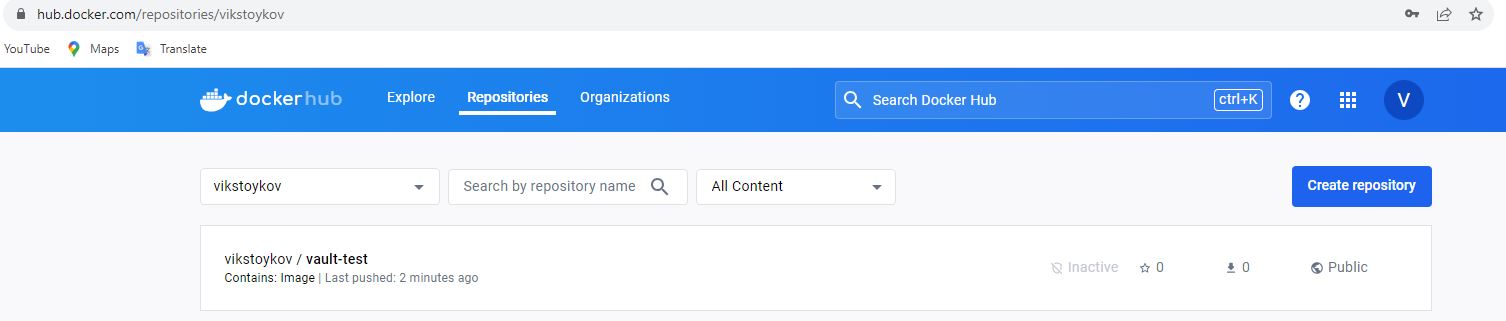 hub.docker.com/repositories/vikstoykov
YouTube Maps Translate
dockerhub Explore Repositories Organizations Search Docker Hub ctrl+K ? V
vikstoykov Search by repository name All Content Create repository
vikstoykov / vault-test
Contains: Image | Last pushed: 2 minutes ago Inactive 0 0 Public